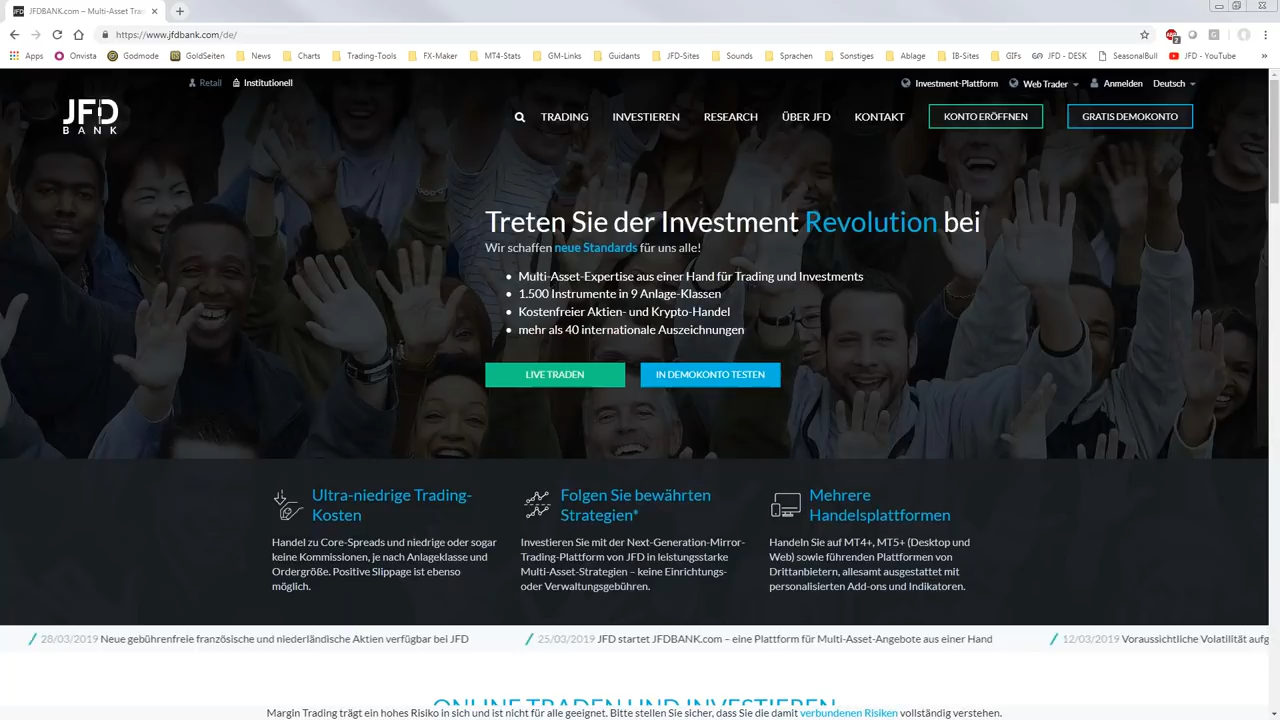 JFDBANK.com – Multi-Asset Trad
https://www.jfdbank.com/de/
Apps Onvista Godmode GoldSeiten News Charts Trading-Tools FX-Maker MT4-Stats GM-Links Guidants JFD-Sites Sounds Sprachen Sonstiges Ablage IB-Sites GIFs JFD - DESK SeasonalBull JFD - YouTube »
Retail Institutionell
Investment-Plattform Web Trader Anmelden Deutsch
JFD
BANK
TRADING INVESTIEREN RESEARCH ÜBER JFD KONTAKT KONTO ERÖFFNEN GRATIS DEMOKONTO
Treten Sie der Investment Revolution bei
Wir schaffen neue Standards für uns alle!
• Multi-Asset-Expertise aus einer Hand für Trading und Investments
• 1.500 Instrumente in 9 Anlage-Klassen
• Kostenfreier Aktien- und Krypto-Handel
• mehr als 40 internationale Auszeichnungen
LIVE TRADEN IN DEMOKONTO TESTEN
Ultra-niedrige Trading-
Kosten
Handel zu Core-Spreads und niedrige oder sogar
keine Kommissionen, je nach Anlageklasse und
Ordergröße. Positive Slippage ist ebenso
möglich.
Folgen Sie bewährten
Strategien*
Investieren Sie mit der Next-Generation-Mirror-
Trading-Plattform von JFD in leistungsstarke
Multi-Asset-Strategien – keine Einrichtungs-
oder Verwaltungsgebühren.
Mehrere
Handelsplattformen
Handeln Sie auf MT4+, MT5+ (Desktop und
Web) sowie führenden Plattformen von
Drittanbietern, allesamt ausgestattet mit
personalisierten Add-ons und Indikatoren.
28/03/2019 Neue gebührenfreie französische und niederländische Aktien verfügbar bei JFD
25/03/2019 JFD startet JFDBANK.com – eine Plattform für Multi-Asset-Angebote aus einer Hand
12/03/2019 Voraussichtliche Volatilität aufg
ONLINE TRADEN UND INVESTIEREN
Margin Trading trägt ein hohes Risiko in sich und ist nicht für alle geeignet. Bitte stellen Sie sicher, dass Sie die damit verbundenen Risiken vollständig verstehen.